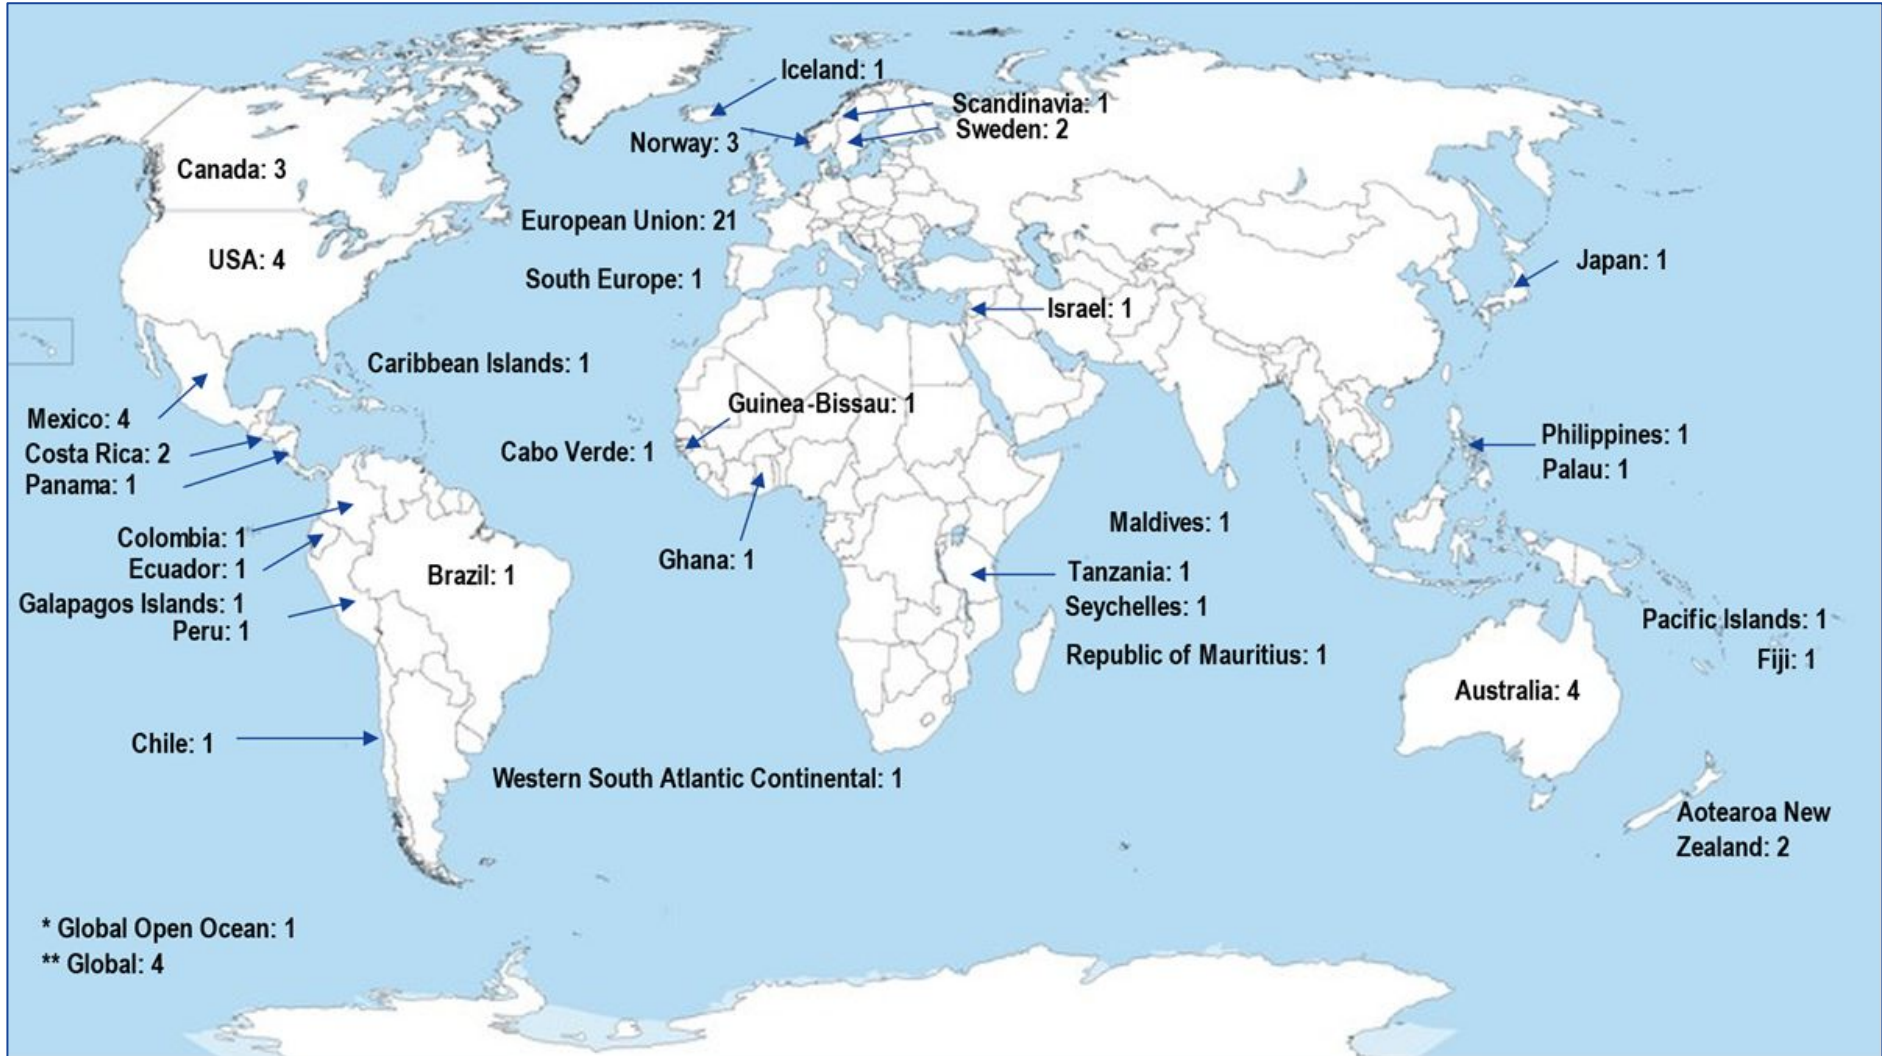 Iceland: 1
Scandinavia: 1
Sweden: 2
Norway: 3
Canada: 3
European Union: 21
USA: 4
Japan: 1
South Europe: 1
Israel: 1
Caribbean Islands: 1
Guinea-Bissau: 1
Mexico: 4
Costa Rica: 2
Panama: 1
Cabo Verde: 1
Philippines: 1
Palau: 1
Maldives: 1
Colombia: 1
Ecuador: 1
Galapagos Islands: 1
Peru: 1
Brazil: 1
Ghana: 1
Tanzania: 1
Seychelles: 1
Republic of Mauritius: 1
Pacific Islands: 1
Fiji: 1
Australia: 4
Chile: 1
Western South Atlantic Continental: 1
Aotearoa New
Zealand: 2
* Global Open Ocean: 1
** Global: 4